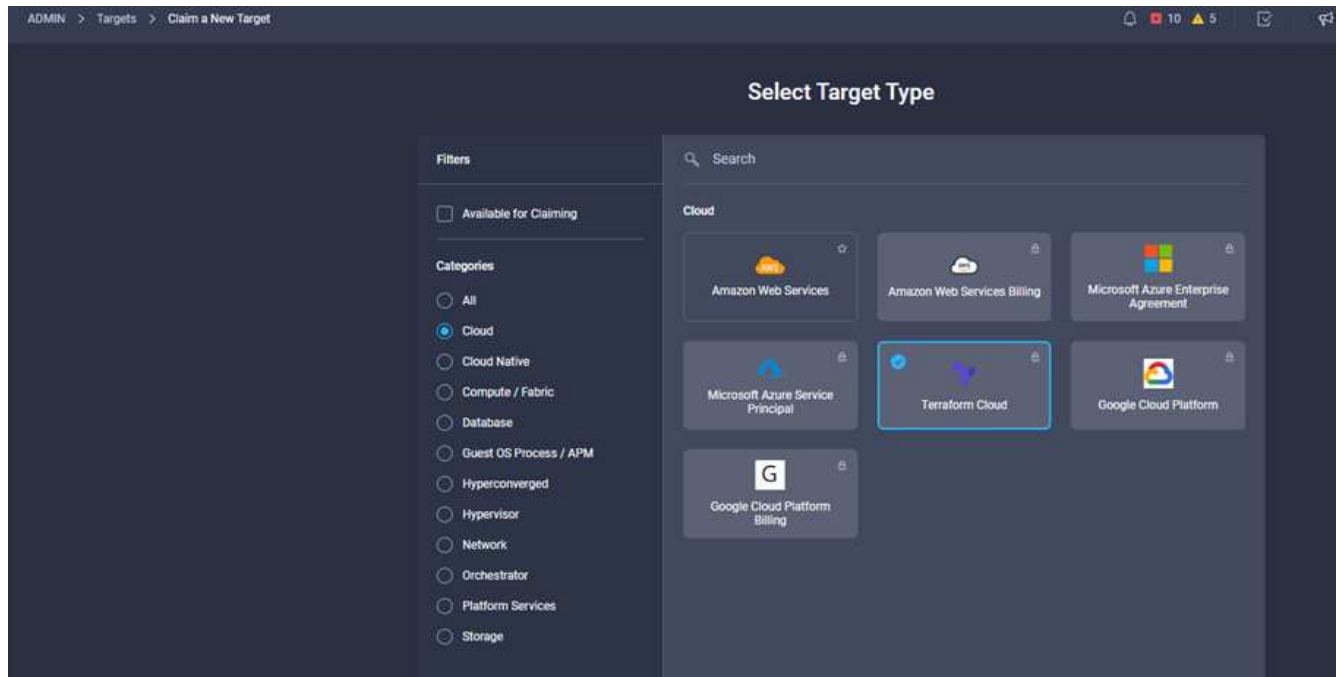 ADMIN > Targets > Claim a New Target
10 5
Select Target Type
Filters
Search
Available for Claiming
Cloud
Categories
All
Cloud
Cloud Native
Compute / Fabric
Database
Guest OS Process / APM
Hyperconverged
Hypervisor
Network
Orchestrator
Platform Services
Storage
aws
Amazon Web Services
aws
Amazon Web Services Billing
Microsoft Azure Enterprise
Agreement
Microsoft Azure Service
Principal
Terraform Cloud
Google Cloud Platform
G
Google Cloud Platform
Billing